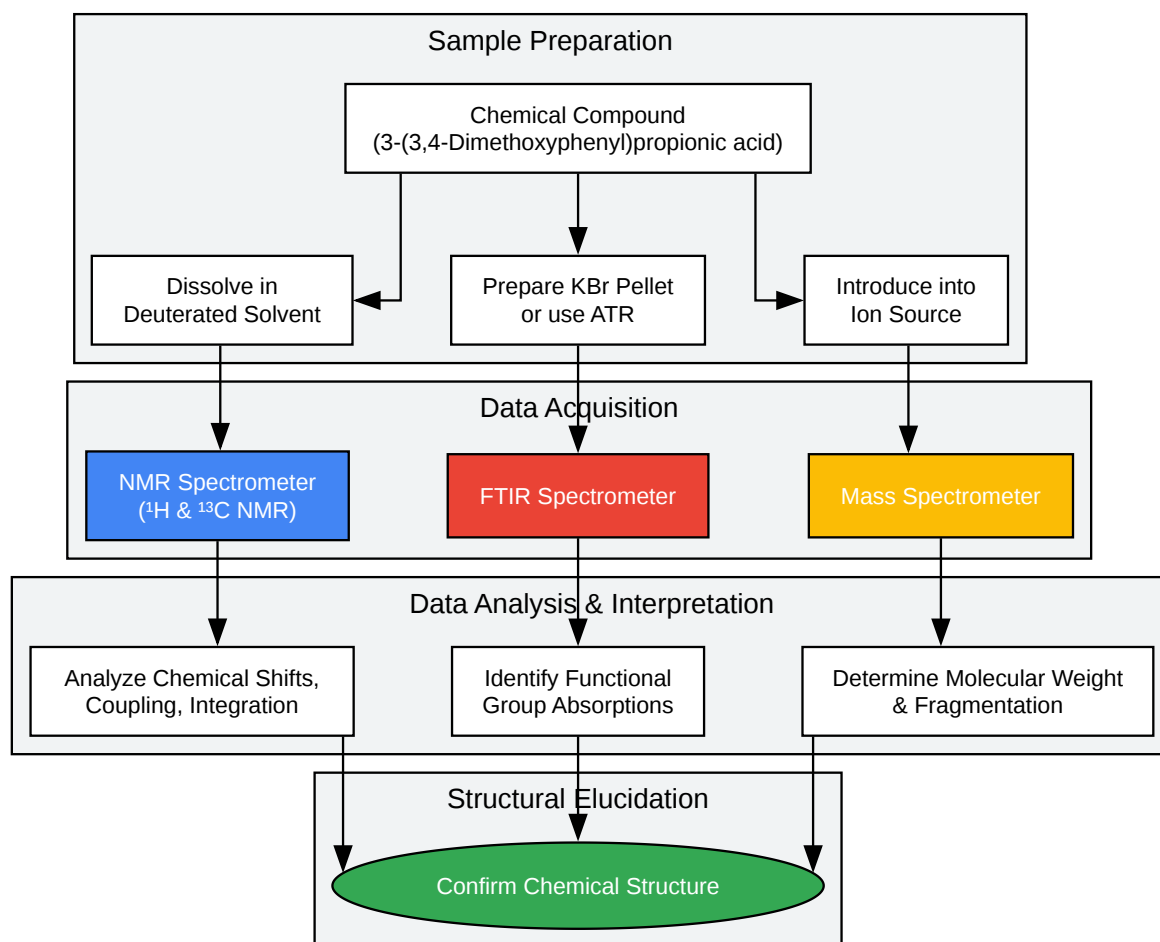 Sample Preparation
Chemical Compound
(3-(3,4-Dimethoxyphenyl)propionic acid)
Dissolve in
Deuterated Solvent
Prepare KBr Pellet
or use ATR
Introduce into
Ion Source
Data Acquisition
NMR Spectrometer
(¹H & ¹³C NMR)
FTIR Spectrometer
Mass Spectrometer
Data Analysis & Interpretation
Analyze Chemical Shifts,
Coupling, Integration
Identify Functional
Group Absorptions
Determine Molecular Weight
& Fragmentation
Structural Elucidation
Confirm Chemical Structure